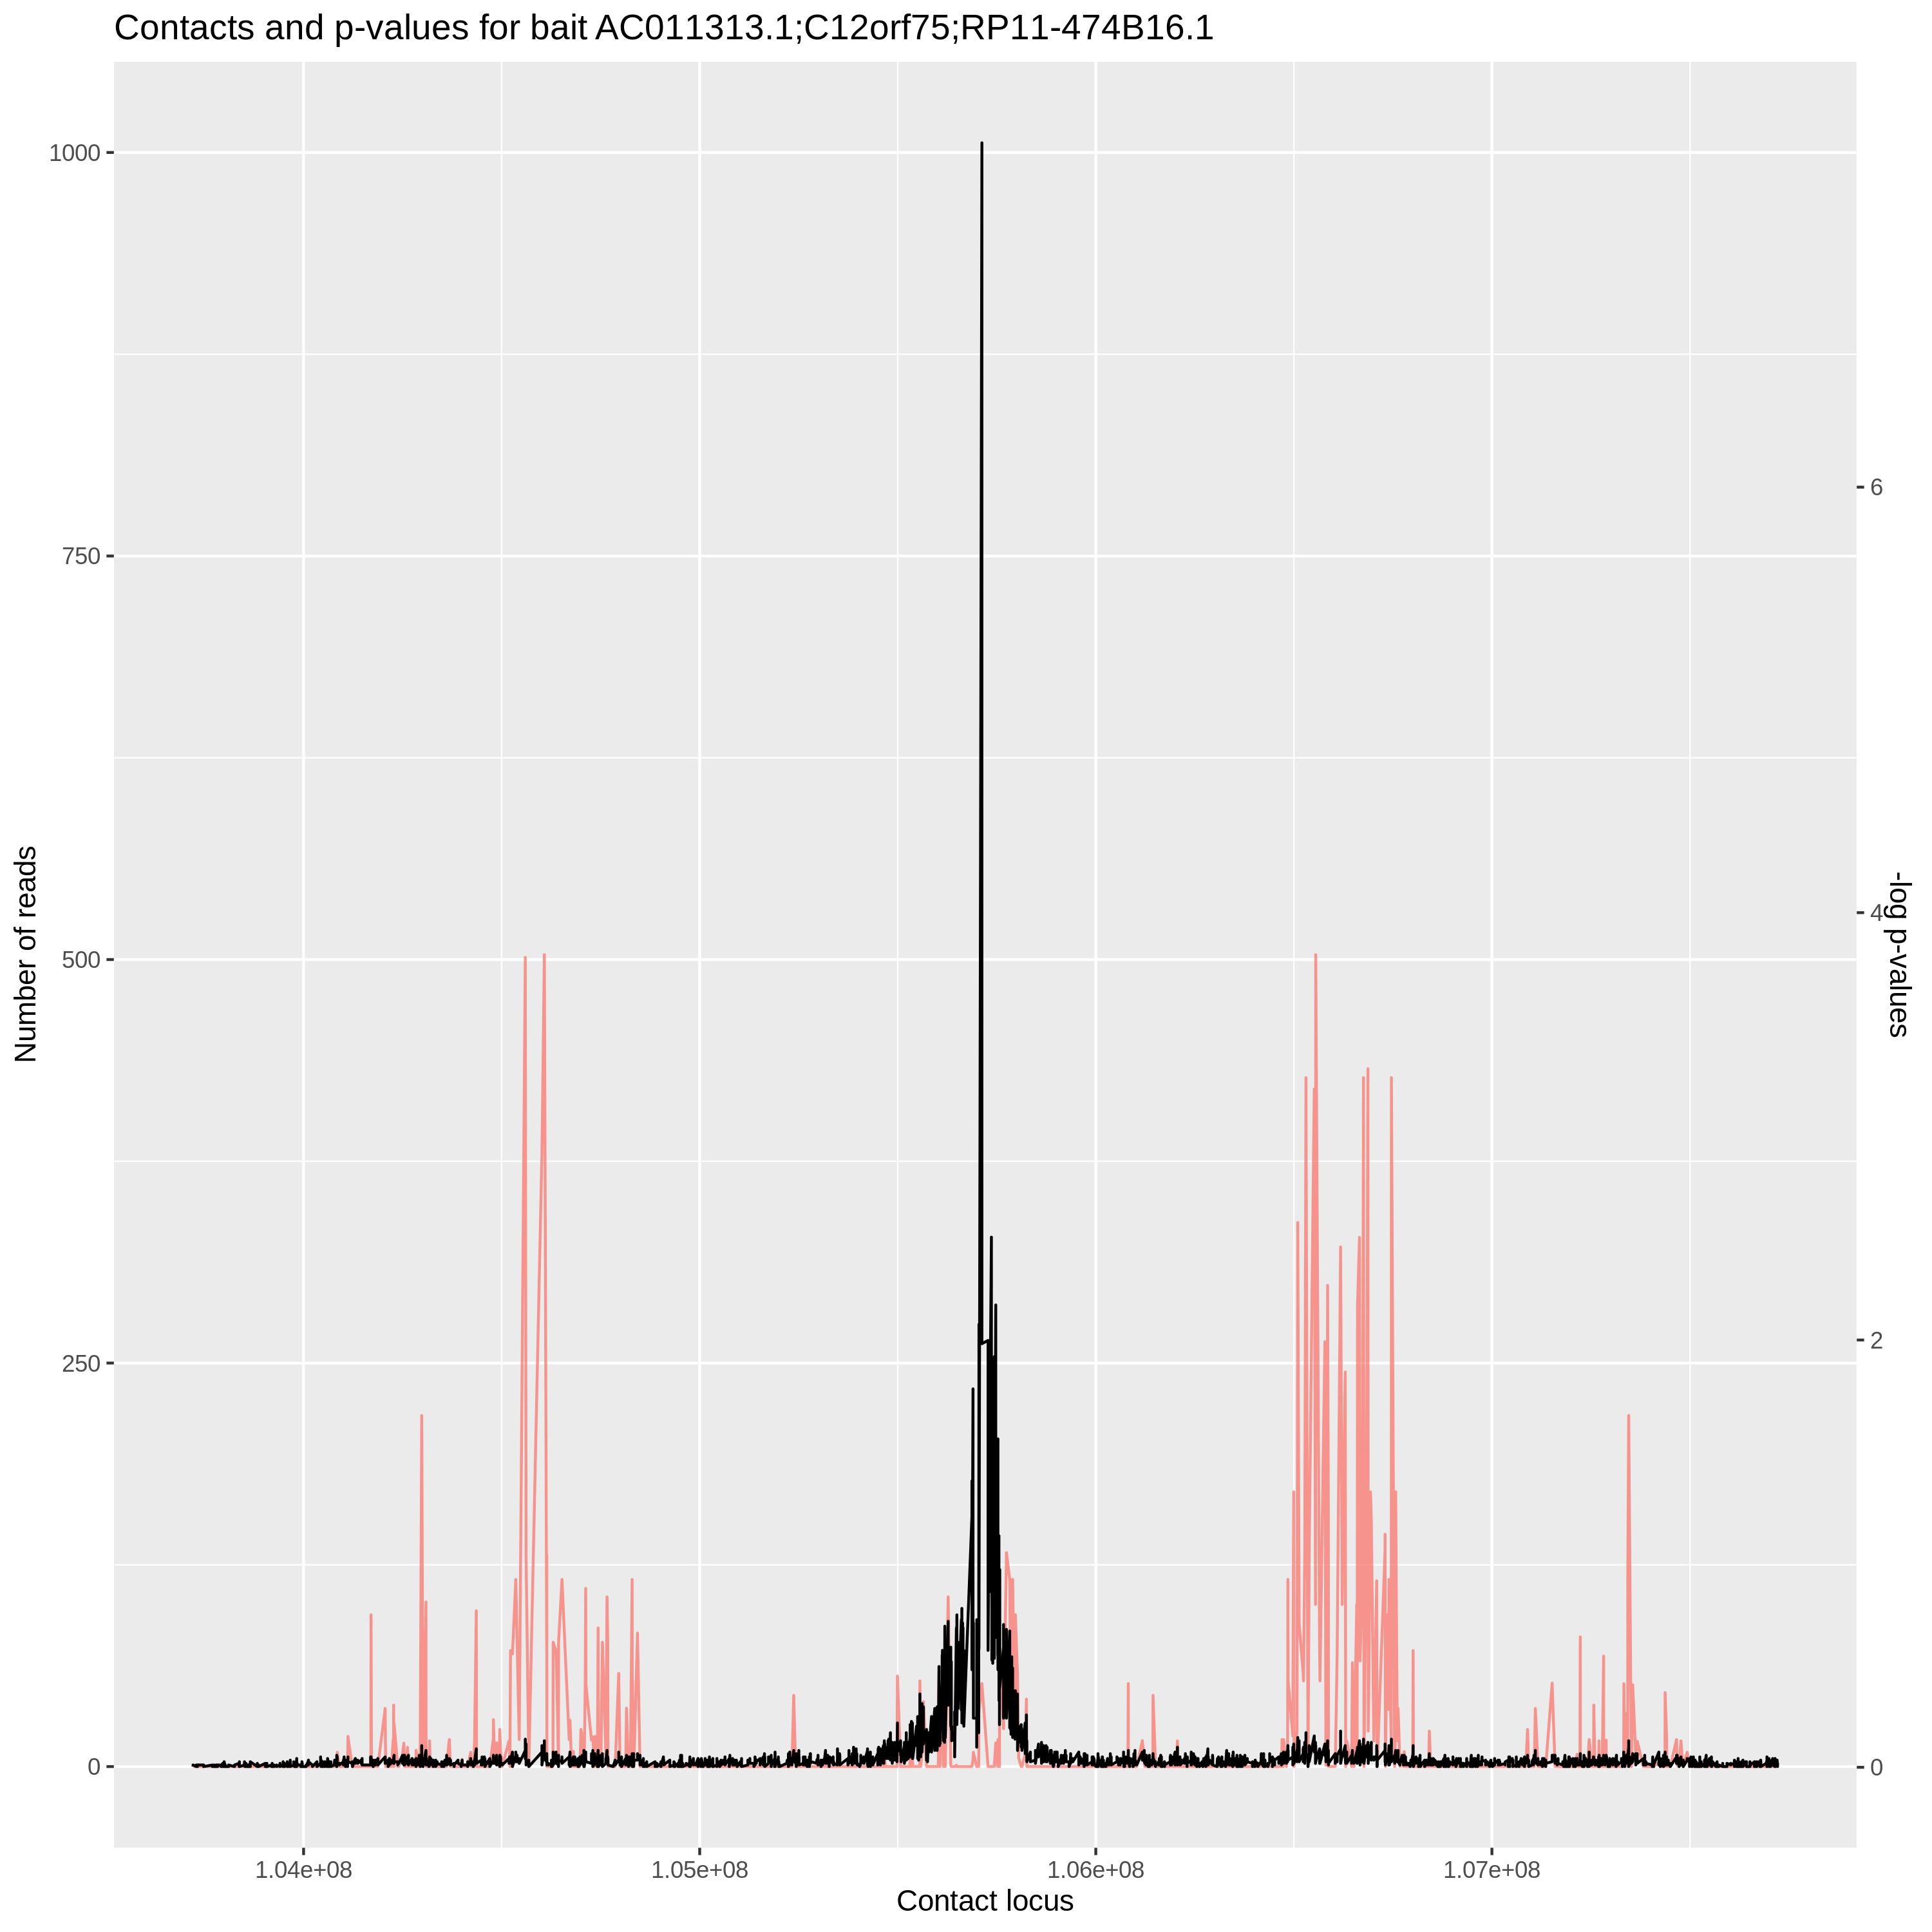 Contacts and p-values for bait AC011313.1;C12orf75;RP11-474B16.1
1000
750
500
250
0
Number of reads
6
4
2
0
-log p-values
1.04e+08
1.05e+08
1.06e+08
1.07e+08
Contact locus